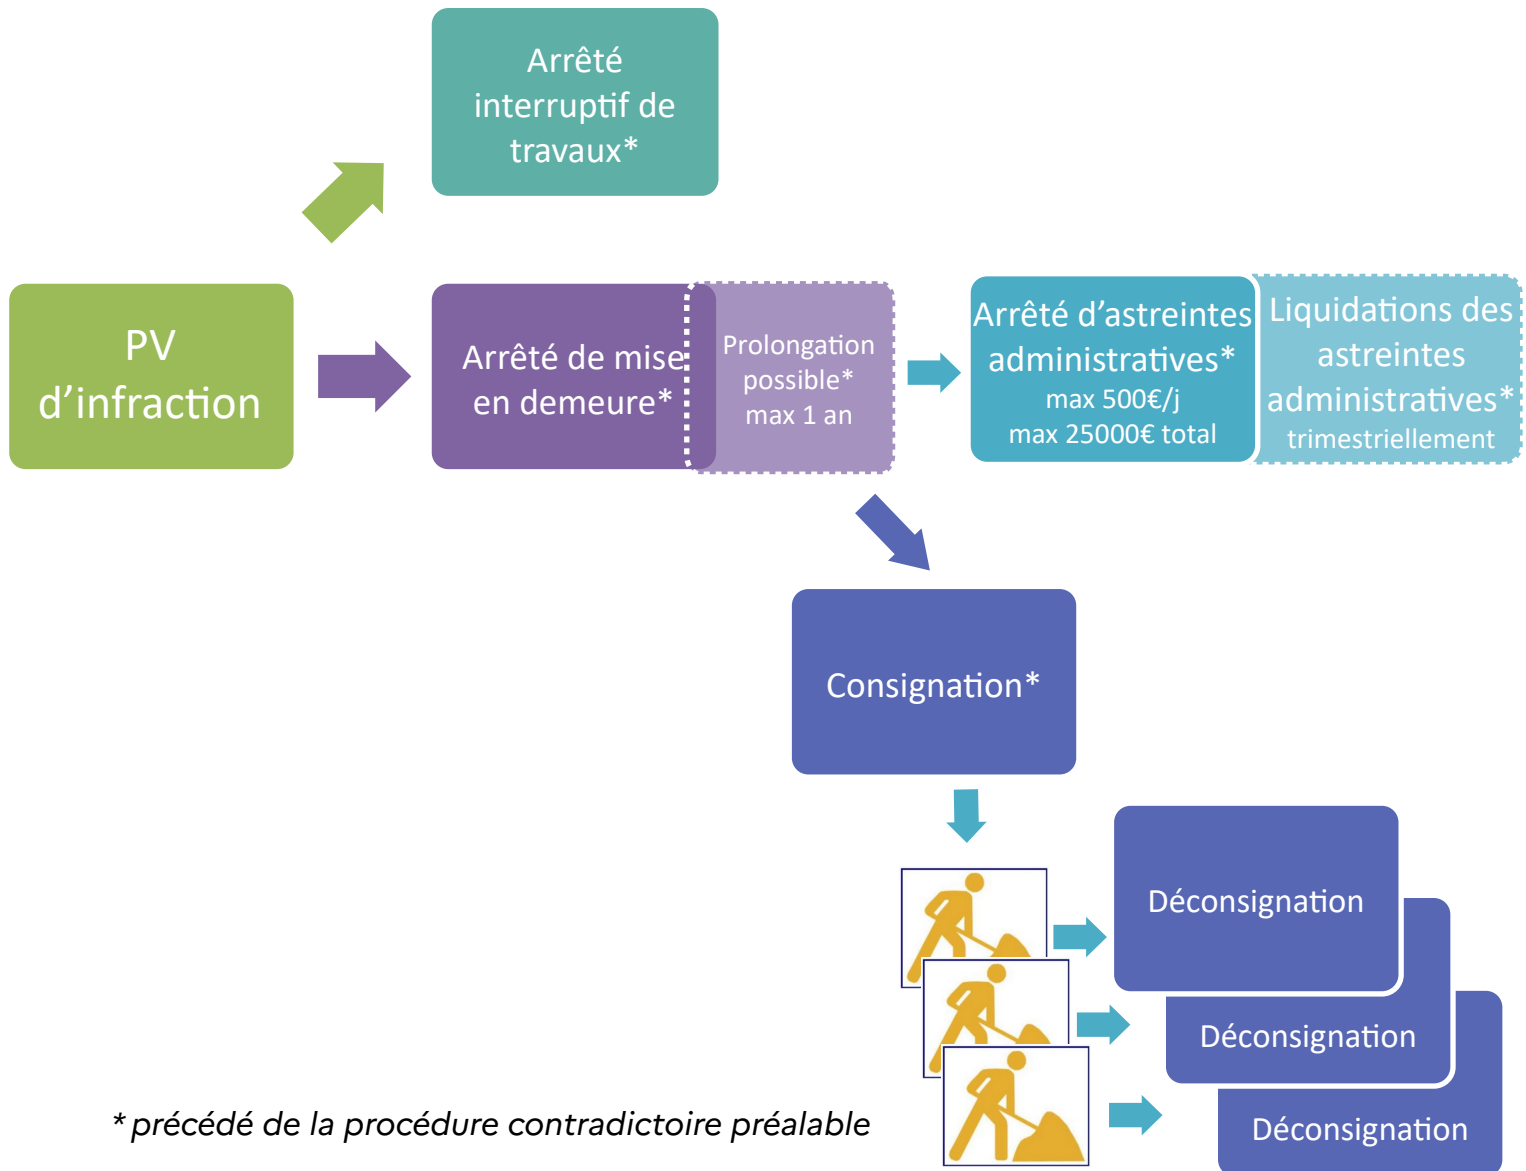 Arrêté
interruptif de
travaux*
PV
d’infraction
Arrêté de mise
en demeure*
Prolongation
possible*
max 1 an
Arrêté d’astreintes
administratives*
max 500€/j
max 25000€ total
Liquidations des
astreintes
administratives*
trimestriellement
Consignation*
Déconsignation
Déconsignation
Déconsignation
*précédé de la procédure contradictoire préalable